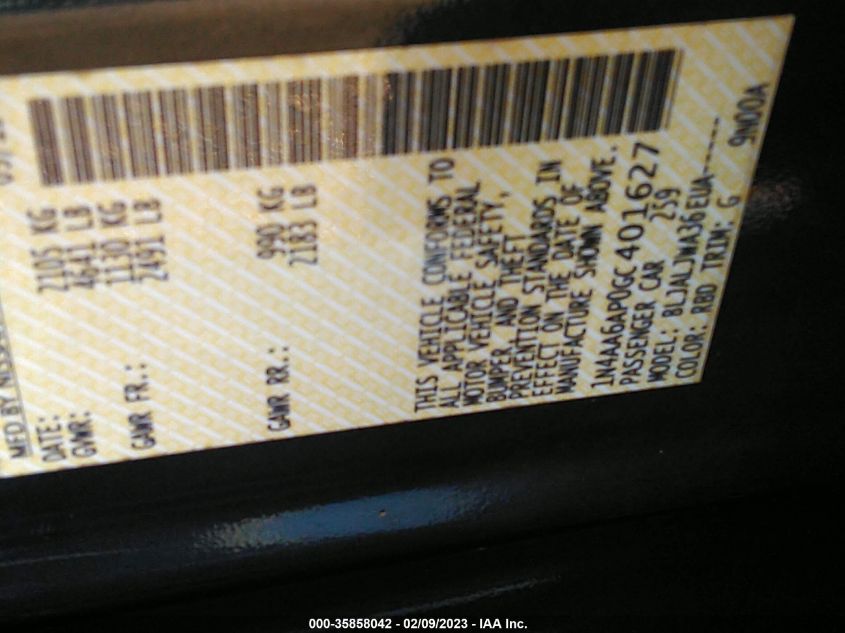 MFD BY NISS
DATE:
GVWR: 2105 KG
4641 LB
GAWR FR.: 1130 KG
2491 LB
GAWR RR.: 990 KG
2183 LB
THIS VEHICLE CONFORMS TO
ALL APPLICABLE FEDERAL
MOTOR VEHICLE SAFETY,
BUMPER, AND THEFT
PREVENTION STANDARDS IN
EFFECT ON THE DATE OF
MANUFACTURE SHOWN ABOVE.
1N4AA6AP0GC401627
PASSENGER CAR 259
MODEL: BLJALJWA36EUA-----
COLOR: RBD TRIM: G 9N00A
000-35858042 - 02/09/2023 - IAA Inc.